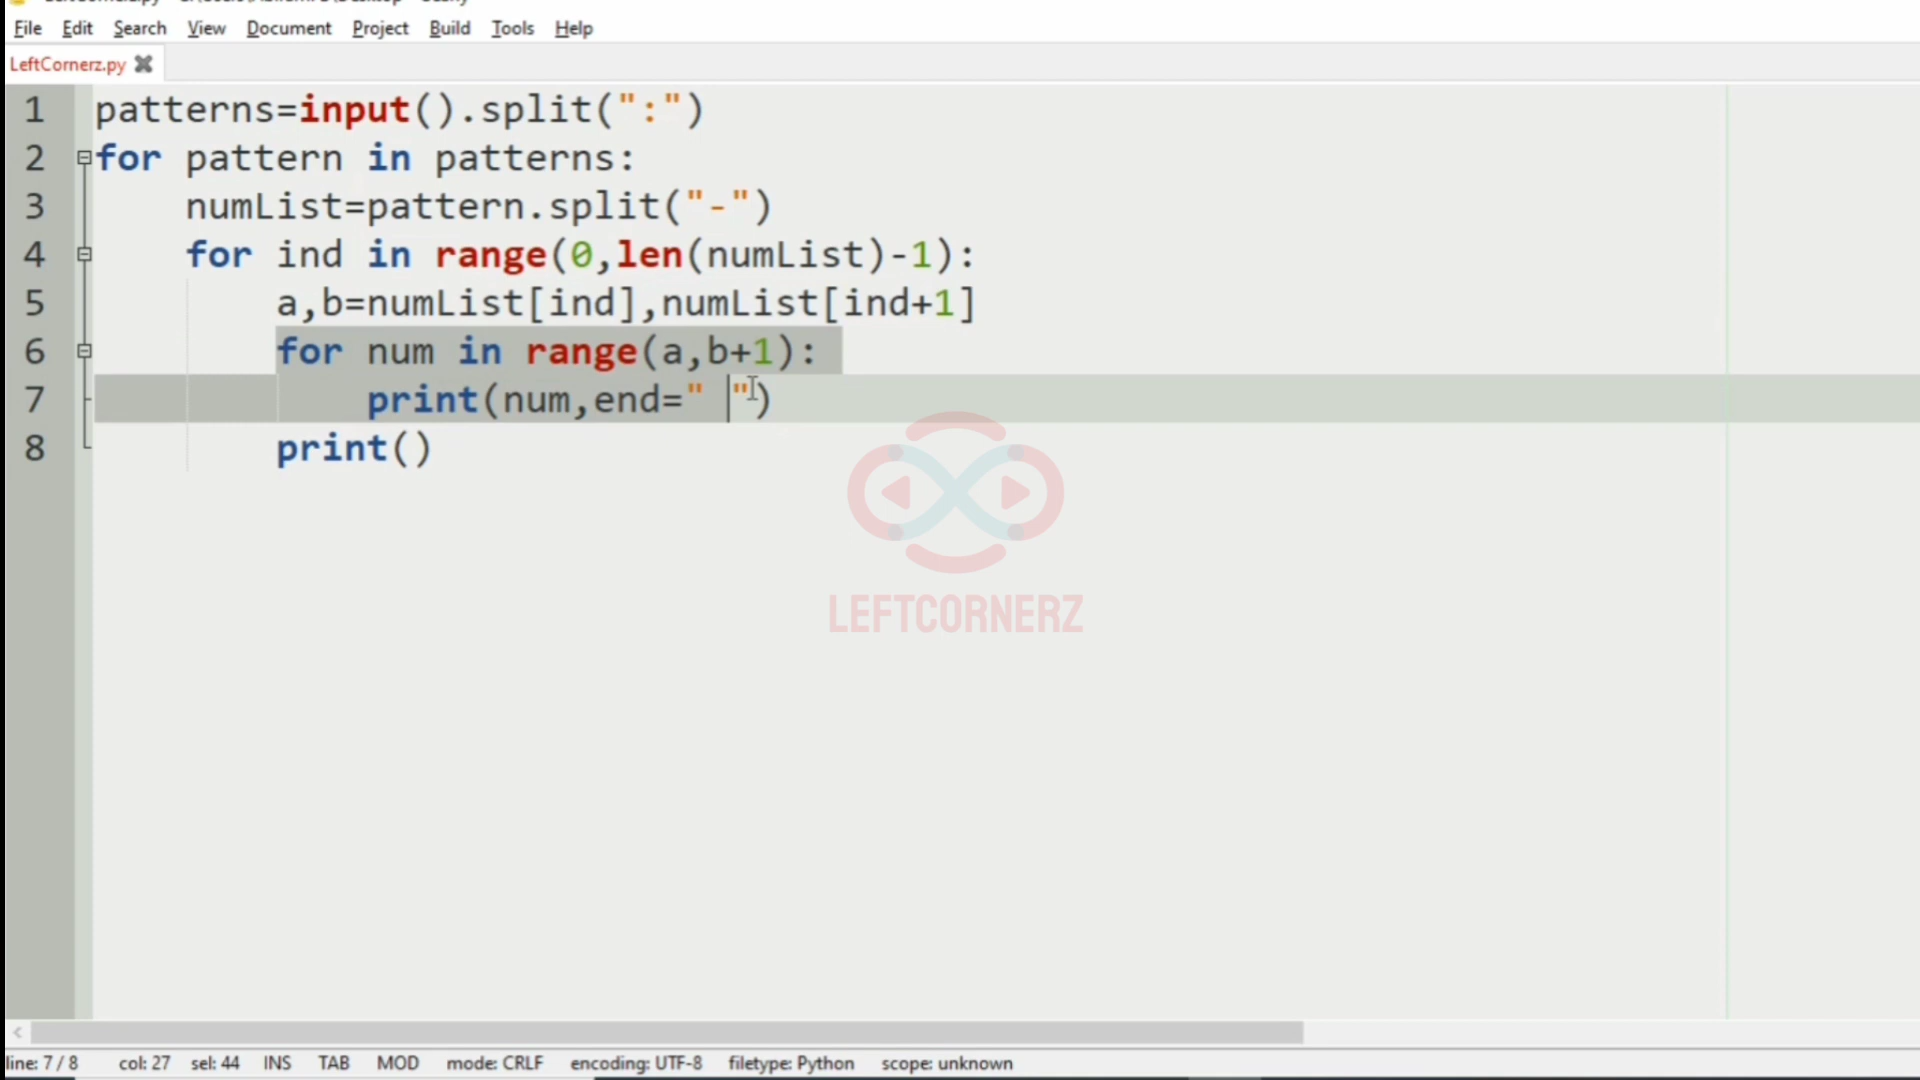 File Edit Search View Document Project Build Tools Help
LeftCornerz.py
1 patterns=input().split(":")
2 for pattern in patterns:
3     numList=pattern.split("-")
4     for ind in range(0,len(numList)-1):
5         a,b=numList[ind],numList[ind+1]
6         for num in range(a,b+1):
7             print(num,end=" ")
8         print()
LEFTCORNERZ
line: 7 / 8 col: 27 sel: 44 INS TAB MOD mode: CRLF encoding: UTF-8 filetype: Python scope: unknown